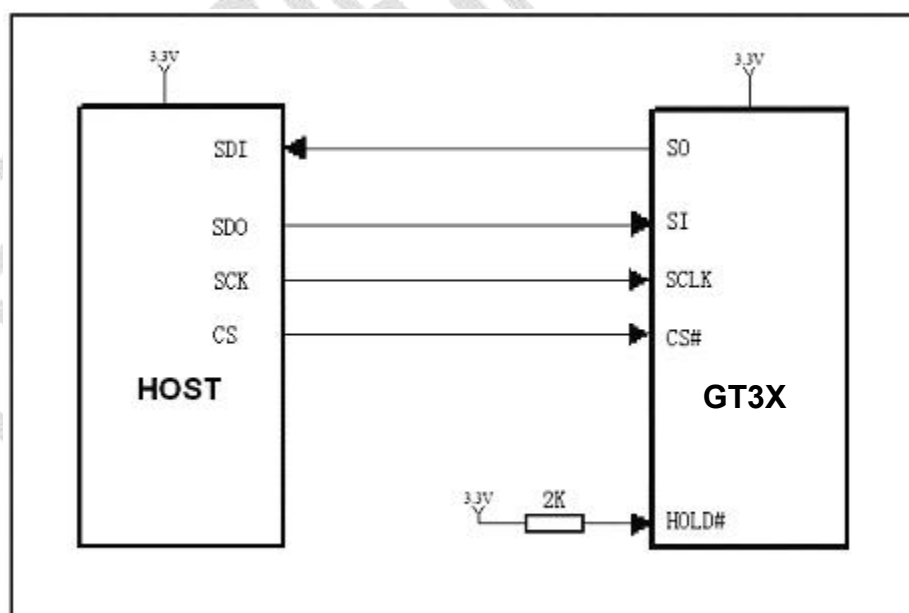 3.3V 3.3V
SDI SO
SDO SI
SCK SCLK
CS CS#
HOST GT3X
3.3V 2K HOLD#